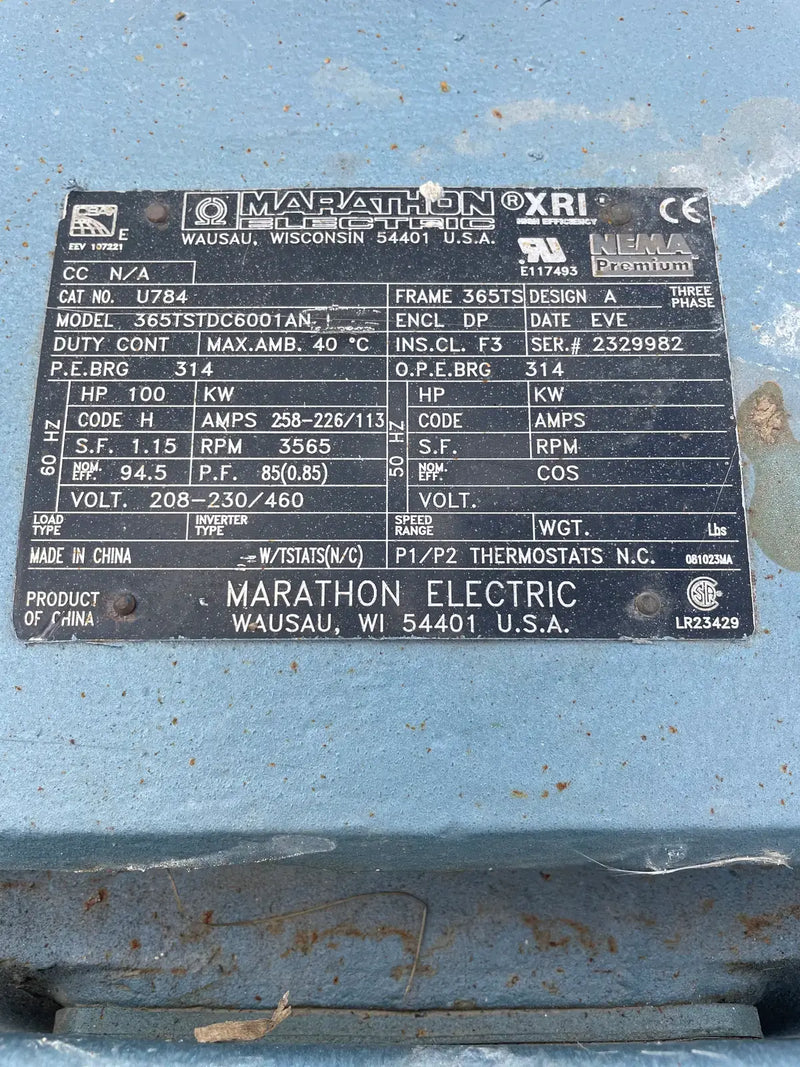 MARATHON ® XRI
ELECTRIC HIGH EFFICIENCY CE
WAUSAU, WISCONSIN 54401 U.S.A.
E
EEV 107221
UR NEMA
E117493 Premium
CC N/A
CAT NO. U784 FRAME 365TS DESIGN A THREE PHASE
MODEL 365TSTDC6001AN ENCL DP DATE EVE
DUTY CONT MAX.AMB. 40 °C INS.CL. F3 SER.# 2329982
P.E.BRG 314 O.P.E.BRG 314
60 HZ
HP 100 KW
CODE H AMPS 258-226/113
S.F. 1.15 RPM 3565
NOM. EFF. 94.5 P.F. 85(0.85)
VOLT. 208-230/460
50 HZ
HP KW
CODE AMPS
S.F. RPM
NOM. EFF. COS
VOLT.
LOAD TYPE INVERTER TYPE SPEED RANGE WGT. Lbs
MADE IN CHINA W/TSTATS(N/C) P1/P2 THERMOSTATS N.C. 081023MA
PRODUCT OF CHINA
MARATHON ELECTRIC
WAUSAU, WI 54401 U.S.A.
LR23429